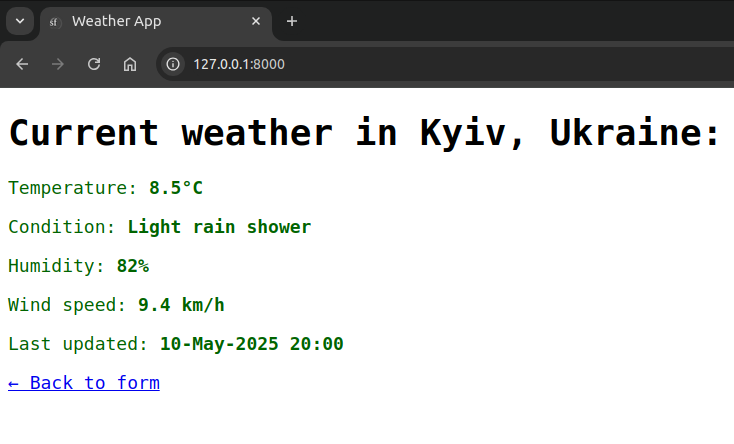 Weather App
127.0.0.1:8000
Current weather in Kyiv, Ukraine:
Temperature: 8.5°C
Condition: Light rain shower
Humidity: 82%
Wind speed: 9.4 km/h
Last updated: 10-May-2025 20:00
← Back to form